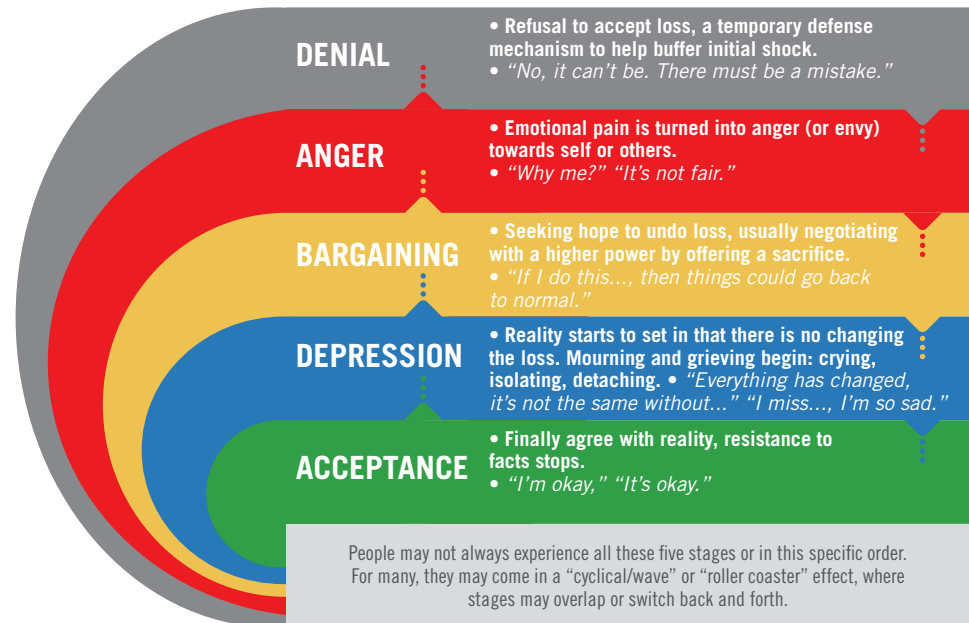 DENIAL
• Refusal to accept loss, a temporary defense
mechanism to help buffer initial shock.
• “No, it can’t be. There must be a mistake.”
ANGER
• Emotional pain is turned into anger (or envy)
towards self or others.
• “Why me?” “It’s not fair.”
BARGAINING
• Seeking hope to undo loss, usually negotiating
with a higher power by offering a sacrifice.
• “If I do this..., then things could go back
to normal.”
DEPRESSION
• Reality starts to set in that there is no changing
the loss. Mourning and grieving begin: crying,
isolating, detaching. • “Everything has changed,
it’s not the same without...” “I miss..., I’m so sad.”
ACCEPTANCE
• Finally agree with reality, resistance to
facts stops.
• “I’m okay,” “It’s okay.”
People may not always experience all these five stages or in this specific order.
For many, they may come in a “cyclical/wave” or “roller coaster” effect, where
stages may overlap or switch back and forth.